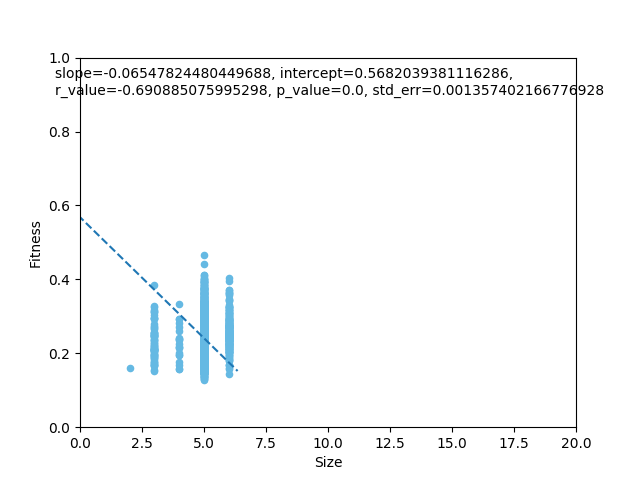 slope=-0.06547824480449688, intercept=0.5682039381116286,
r_value=-0.690885075995298, p_value=0.0, std_err=0.001357402166776928
1.0
0.8
0.6
0.4
0.2
0.0
Fitness
0.0 2.5 5.0 7.5 10.0 12.5 15.0 17.5 20.0
Size